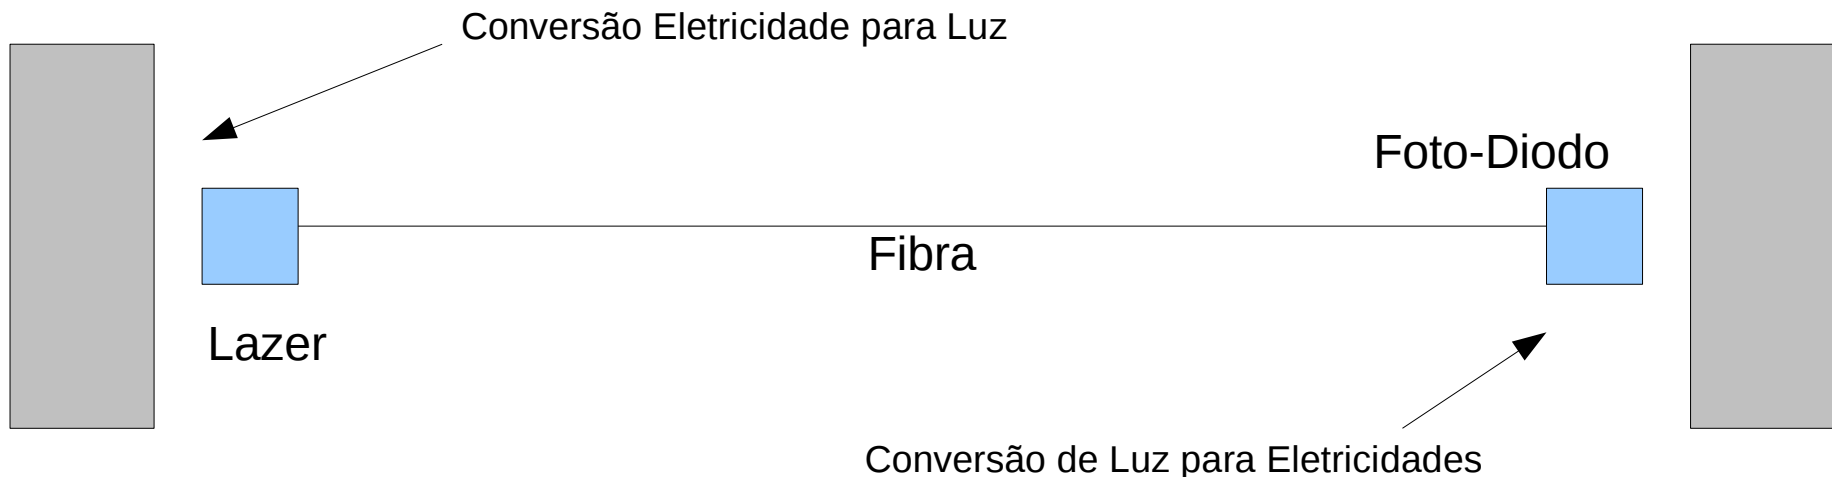 Conversão Eletricidade para Luz
Foto-Diodo
Fibra
Lazer
Conversão de Luz para Eletricidades